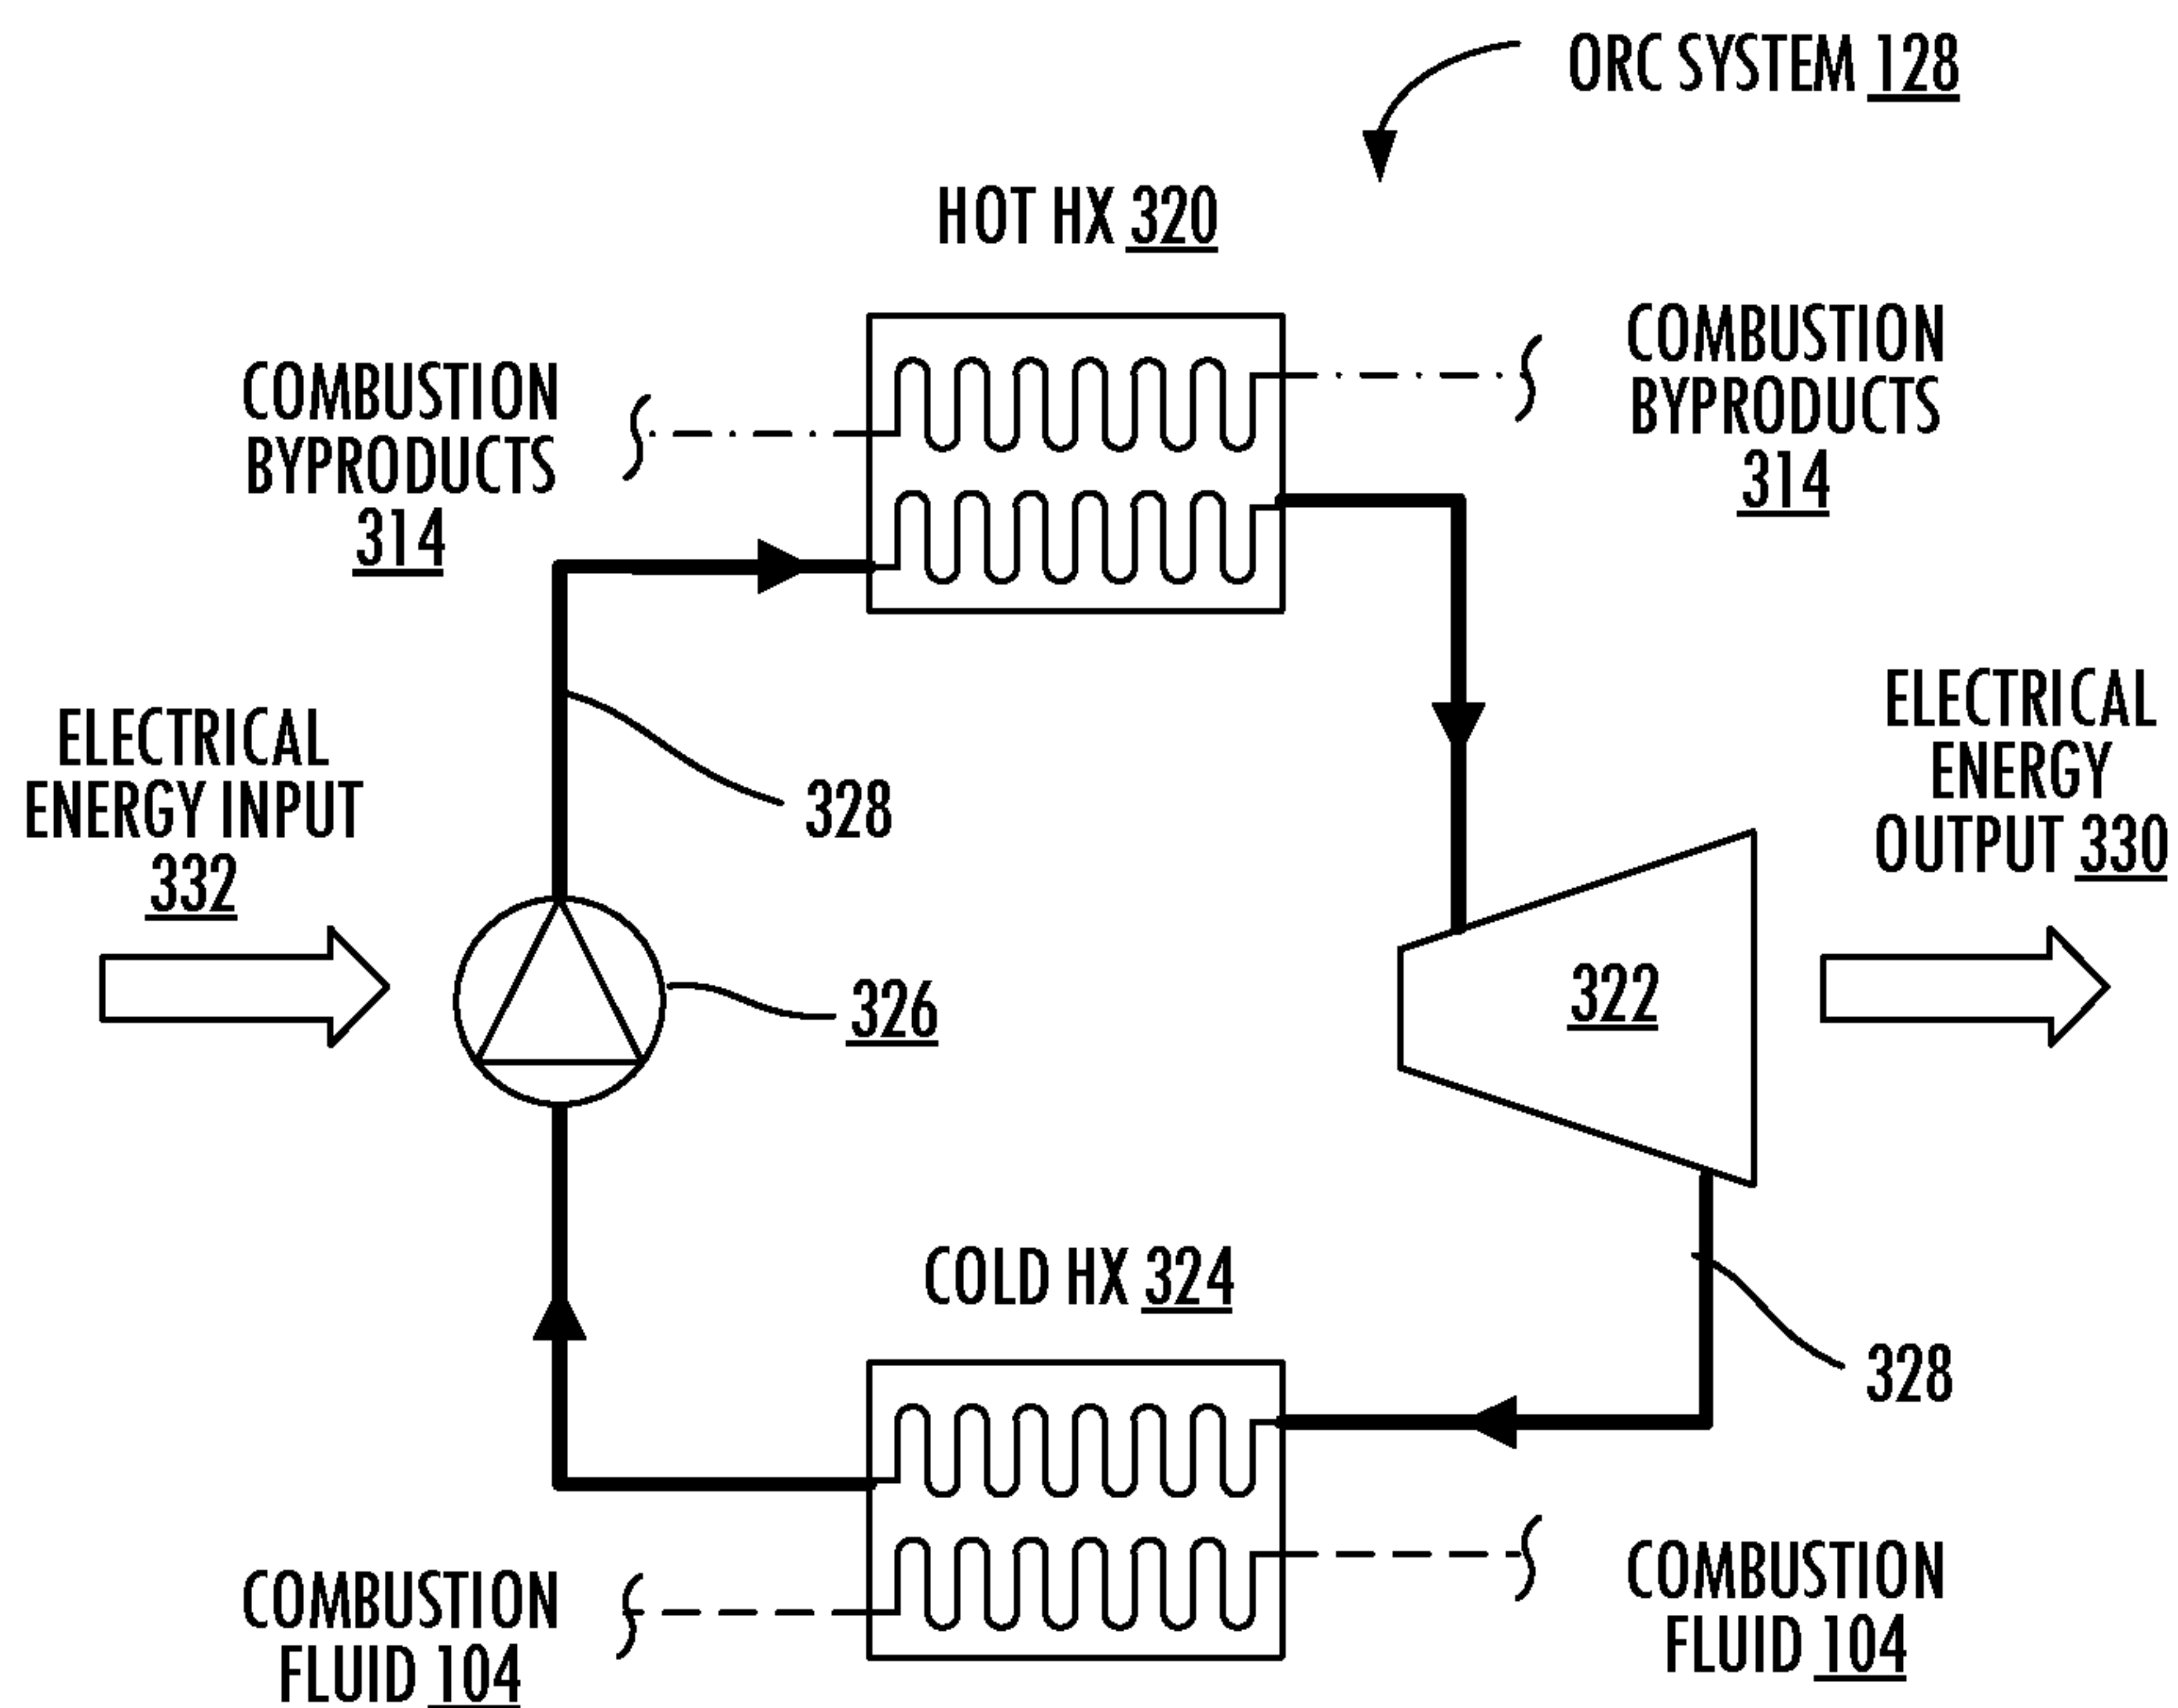 ORC SYSTEM 128
HOT HX 320
COMBUSTION
BYPRODUCTS
314
COMBUSTION
BYPRODUCTS
314
ELECTRICAL
ENERGY INPUT
332
328
ELECTRICAL
ENERGY
OUTPUT 330
326
322
COLD HX 324
328
COMBUSTION
FLUID 104
COMBUSTION
FLUID 104